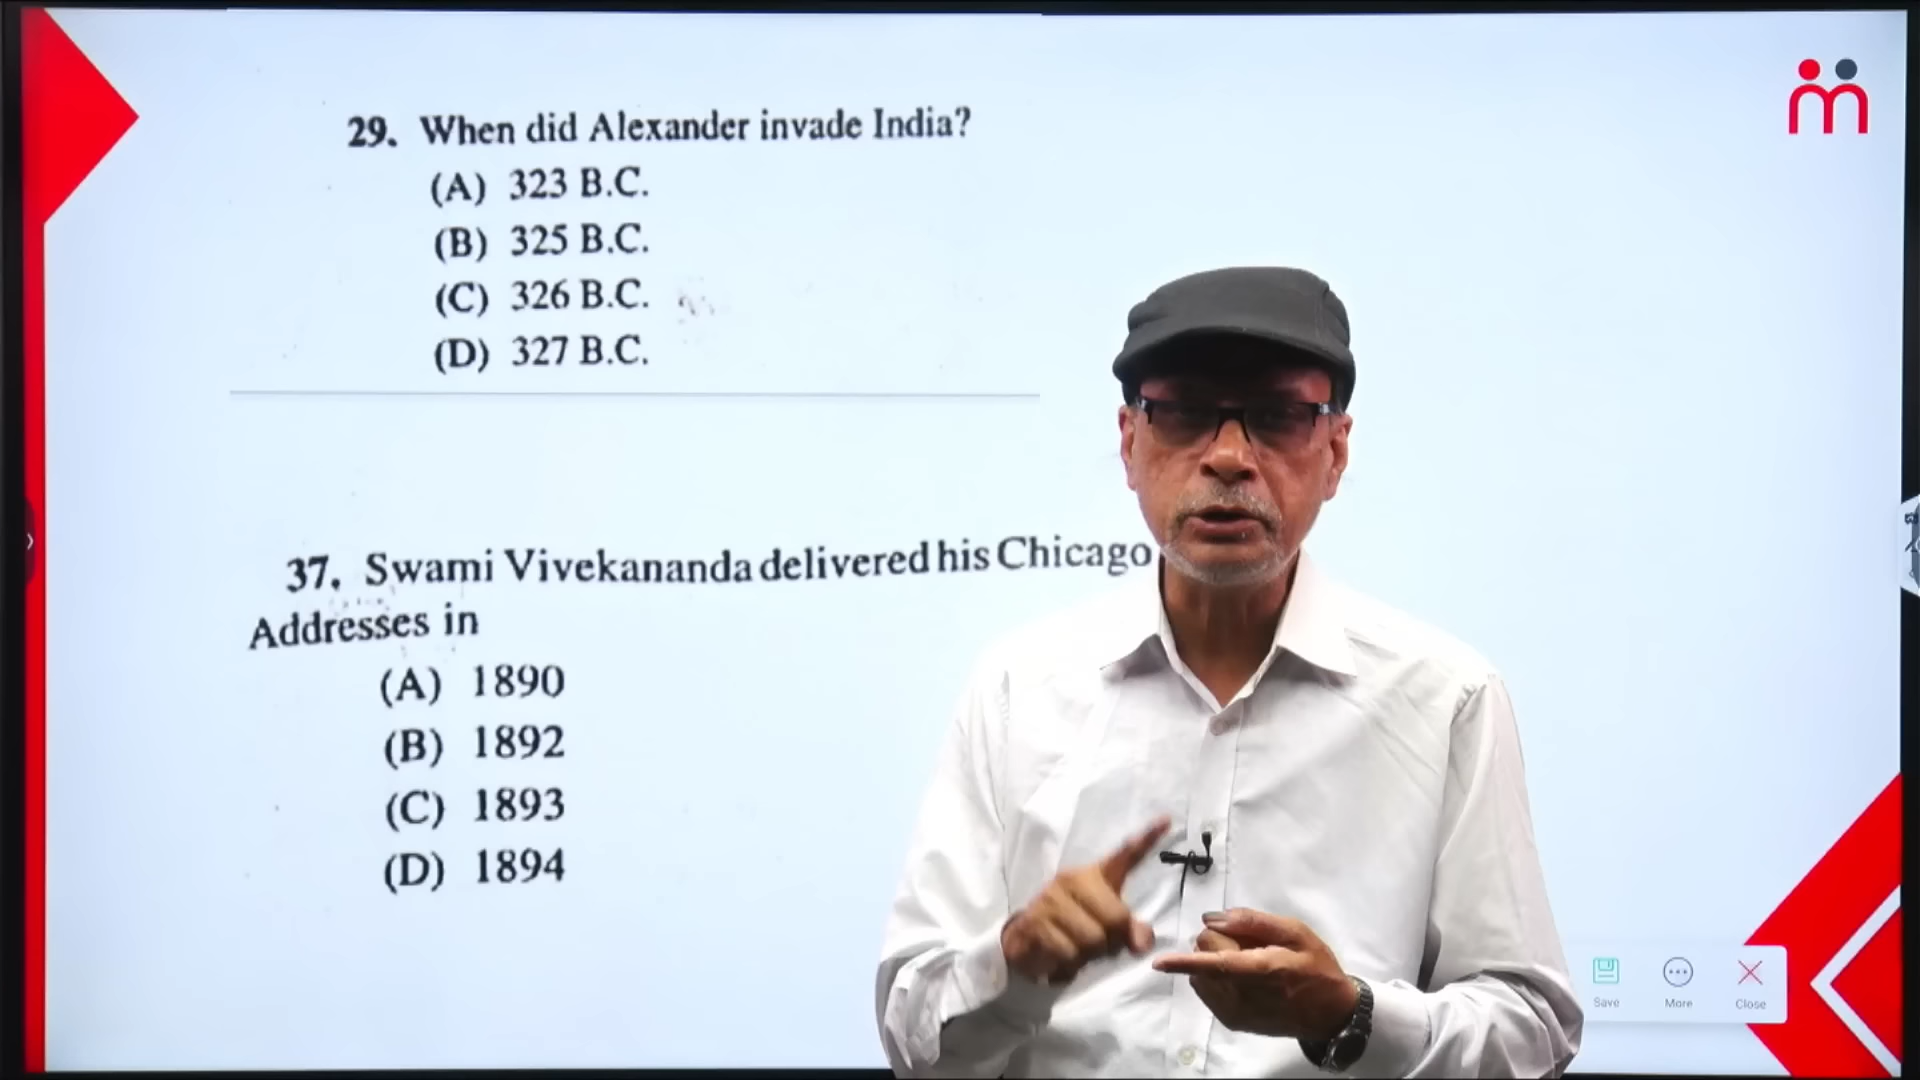 29. When did Alexander invade India?
(A) 323 B.C.
(B) 325 B.C.
(C) 326 B.C.
(D) 327 B.C.
37. Swami Vivekananda delivered his Chicago
Addresses in
(A) 1890
(B) 1892
(C) 1893
(D) 1894
Save
More
Close